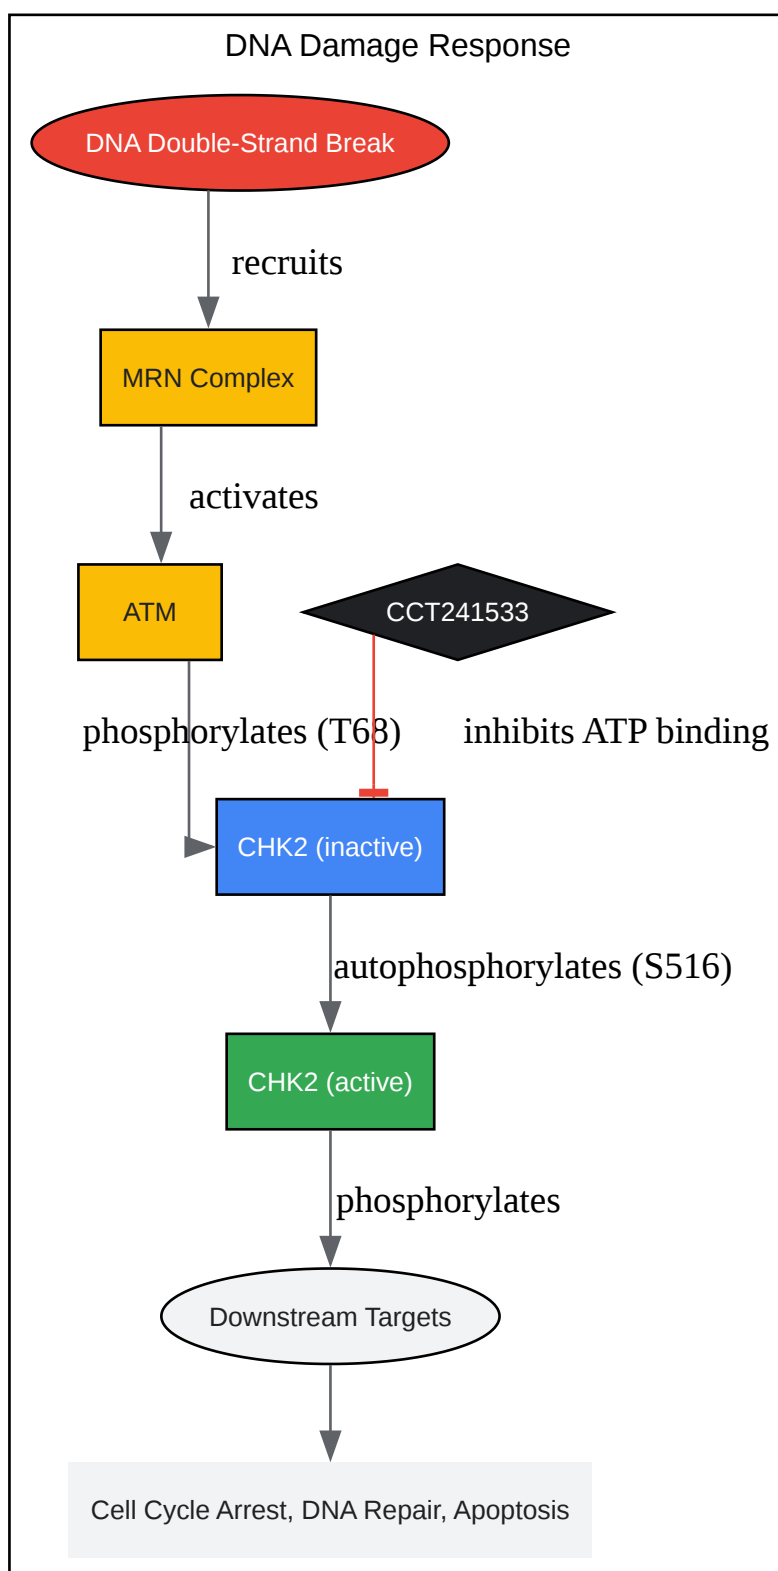 DNA Damage Response
DNA Double-Strand Break
recruits
MRN Complex
activates
ATM
CCT241533
phosphorylates (T68)
inhibits ATP binding
CHK2 (inactive)
autophosphorylates (S516)
CHK2 (active)
phosphorylates
Downstream Targets
Cell Cycle Arrest, DNA Repair, Apoptosis